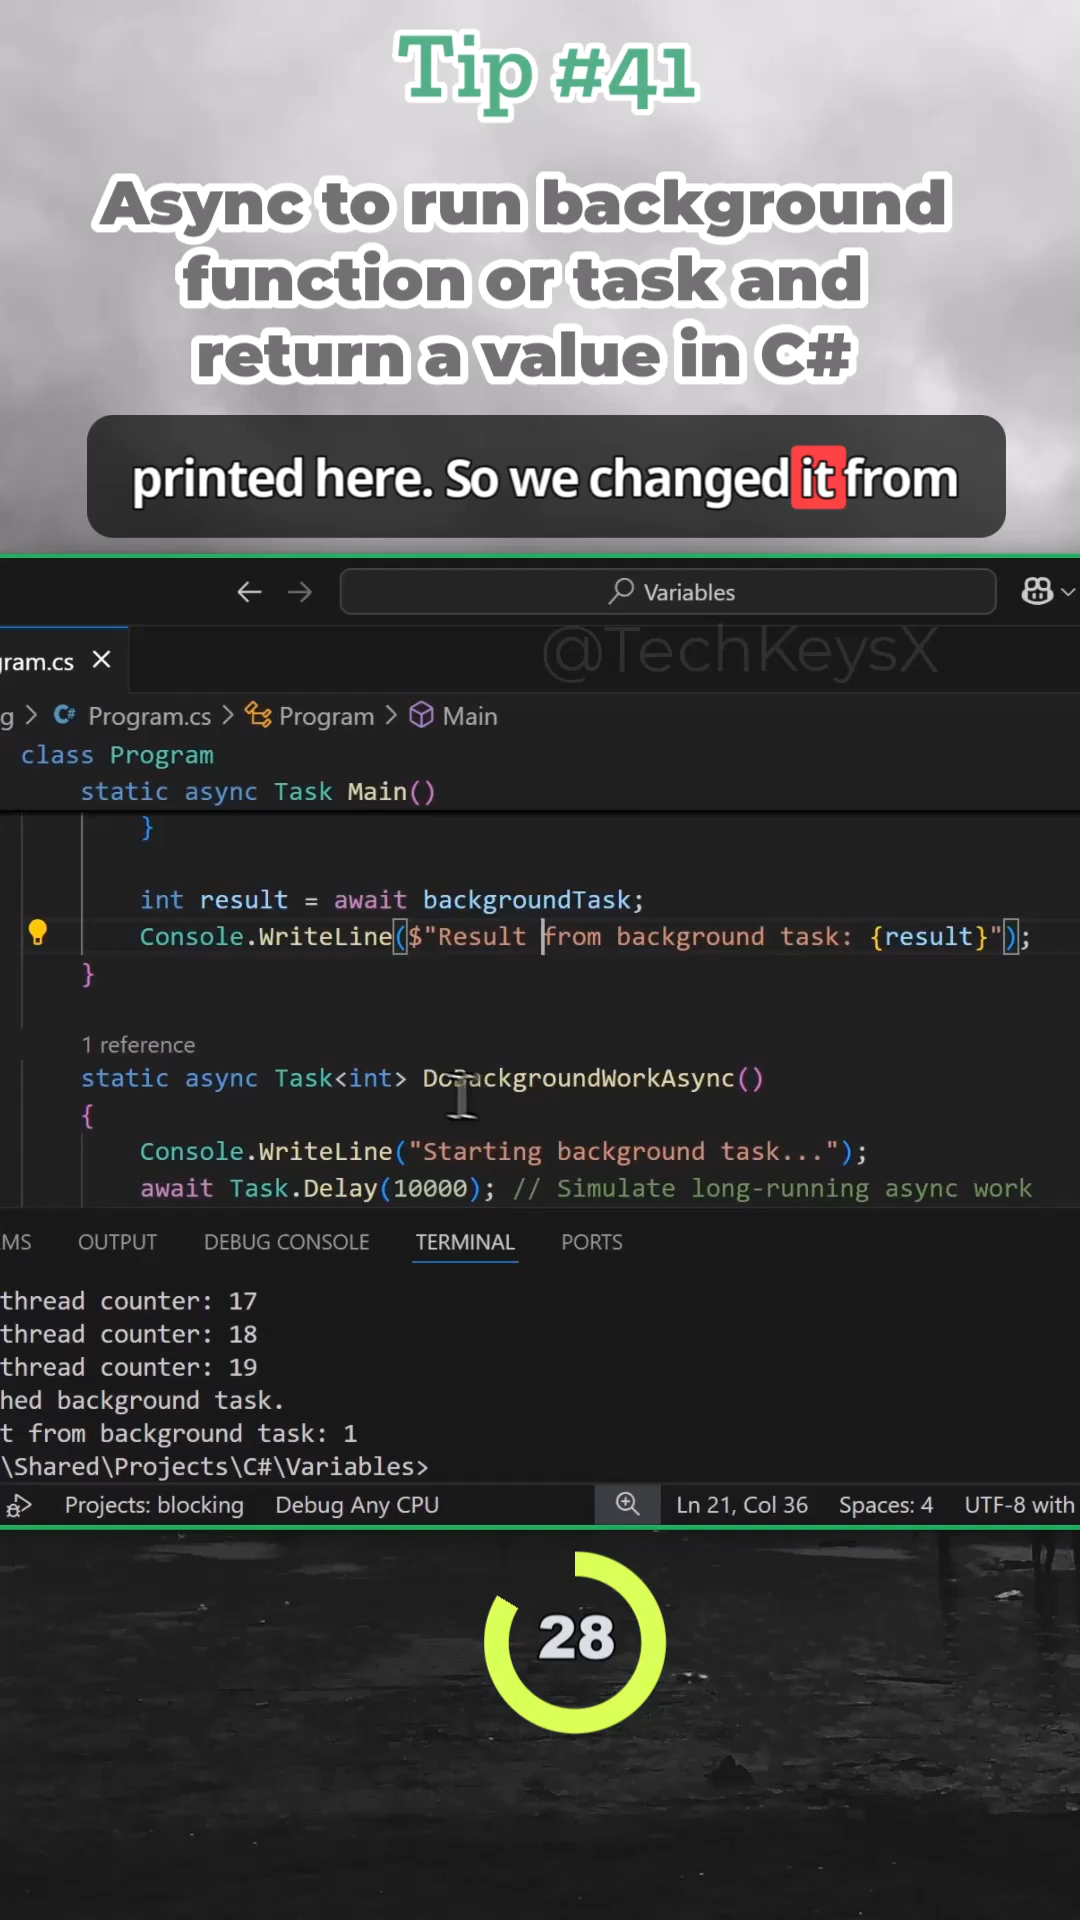 Tip #41
Async to run background
function or task and
return a value in C#
printed here. So we changed it from
Variables
@TechKeysX
gram.cs
g > Program.cs > Program > Main
class Program
static async Task Main()
}
int result = await backgroundTask;
Console.WriteLine($"Result from background task: {result}");
}
1 reference
static async Task<int> DoBackgroundWorkAsync()
{
Console.WriteLine("Starting background task...");
await Task.Delay(10000); // Simulate long-running async work
EMS OUTPUT DEBUG CONSOLE TERMINAL PORTS
thread counter: 17
thread counter: 18
thread counter: 19
hed background task.
t from background task: 1
\Shared\Projects\C#\Variables>
Projects: blocking Debug Any CPU Ln 21, Col 36 Spaces: 4 UTF-8 with
28